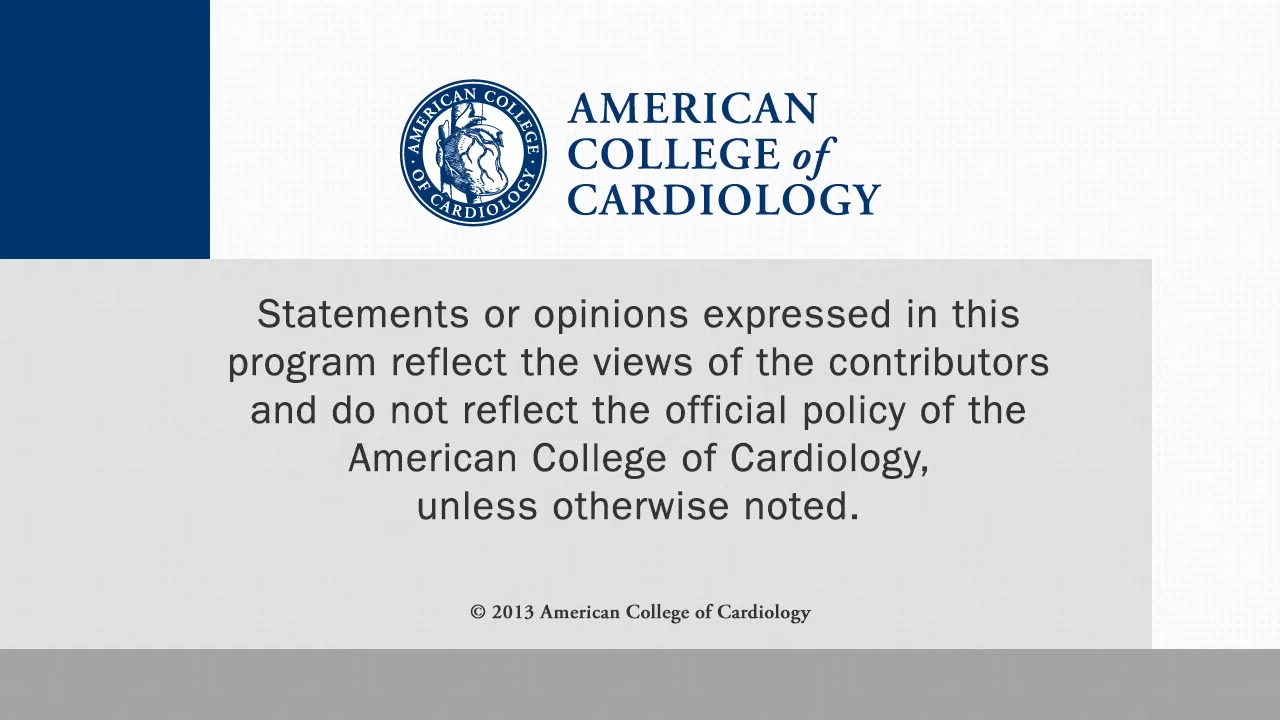 AMERICAN COLLEGE
· OF CARDIOLOGY ·
AMERICAN
COLLEGE of
CARDIOLOGY
Statements or opinions expressed in this
program reflect the views of the contributors
and do not reflect the official policy of the
American College of Cardiology,
unless otherwise noted.
© 2013 American College of Cardiology